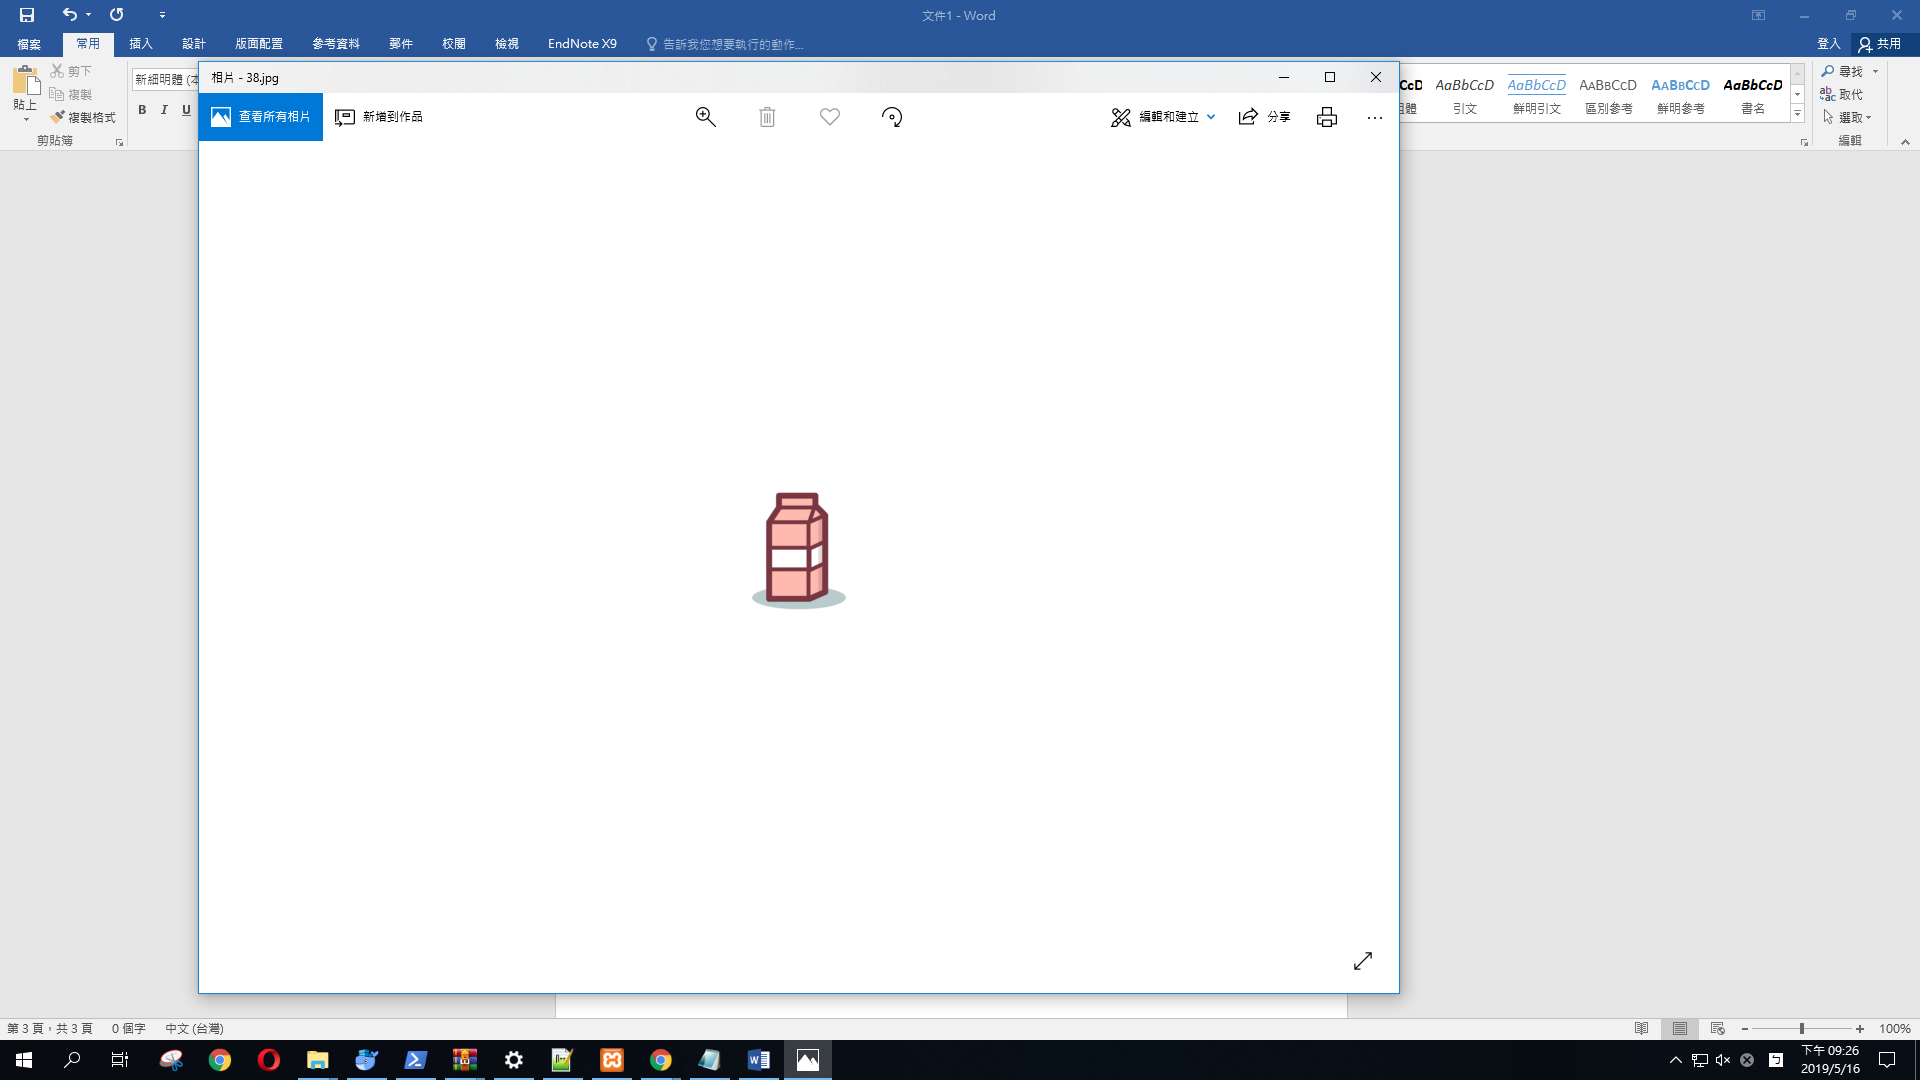 文件1 - Word
檔案 常用 插入 設計 版面配置 參考資料 郵件 校閱 檢視 EndNote X9 告訴我您想要執行的動作... 登入 共用
貼上
剪下
複製
複製格式
剪貼簿
新細明體 (本
B I U
相片 - 38.jpg
查看所有相片 新增到作品 編輯和建立 分享
AaBbCcD AaBbCcD AaBbCcD AaBbCcD AaBbCcD
引文 鮮明引文 區別參考 鮮明參考 書名
尋找
取代
選取
編輯
第 3 頁，共 3 頁 0 個字 中文 (台灣) 100%
下午 09:26
2019/5/16